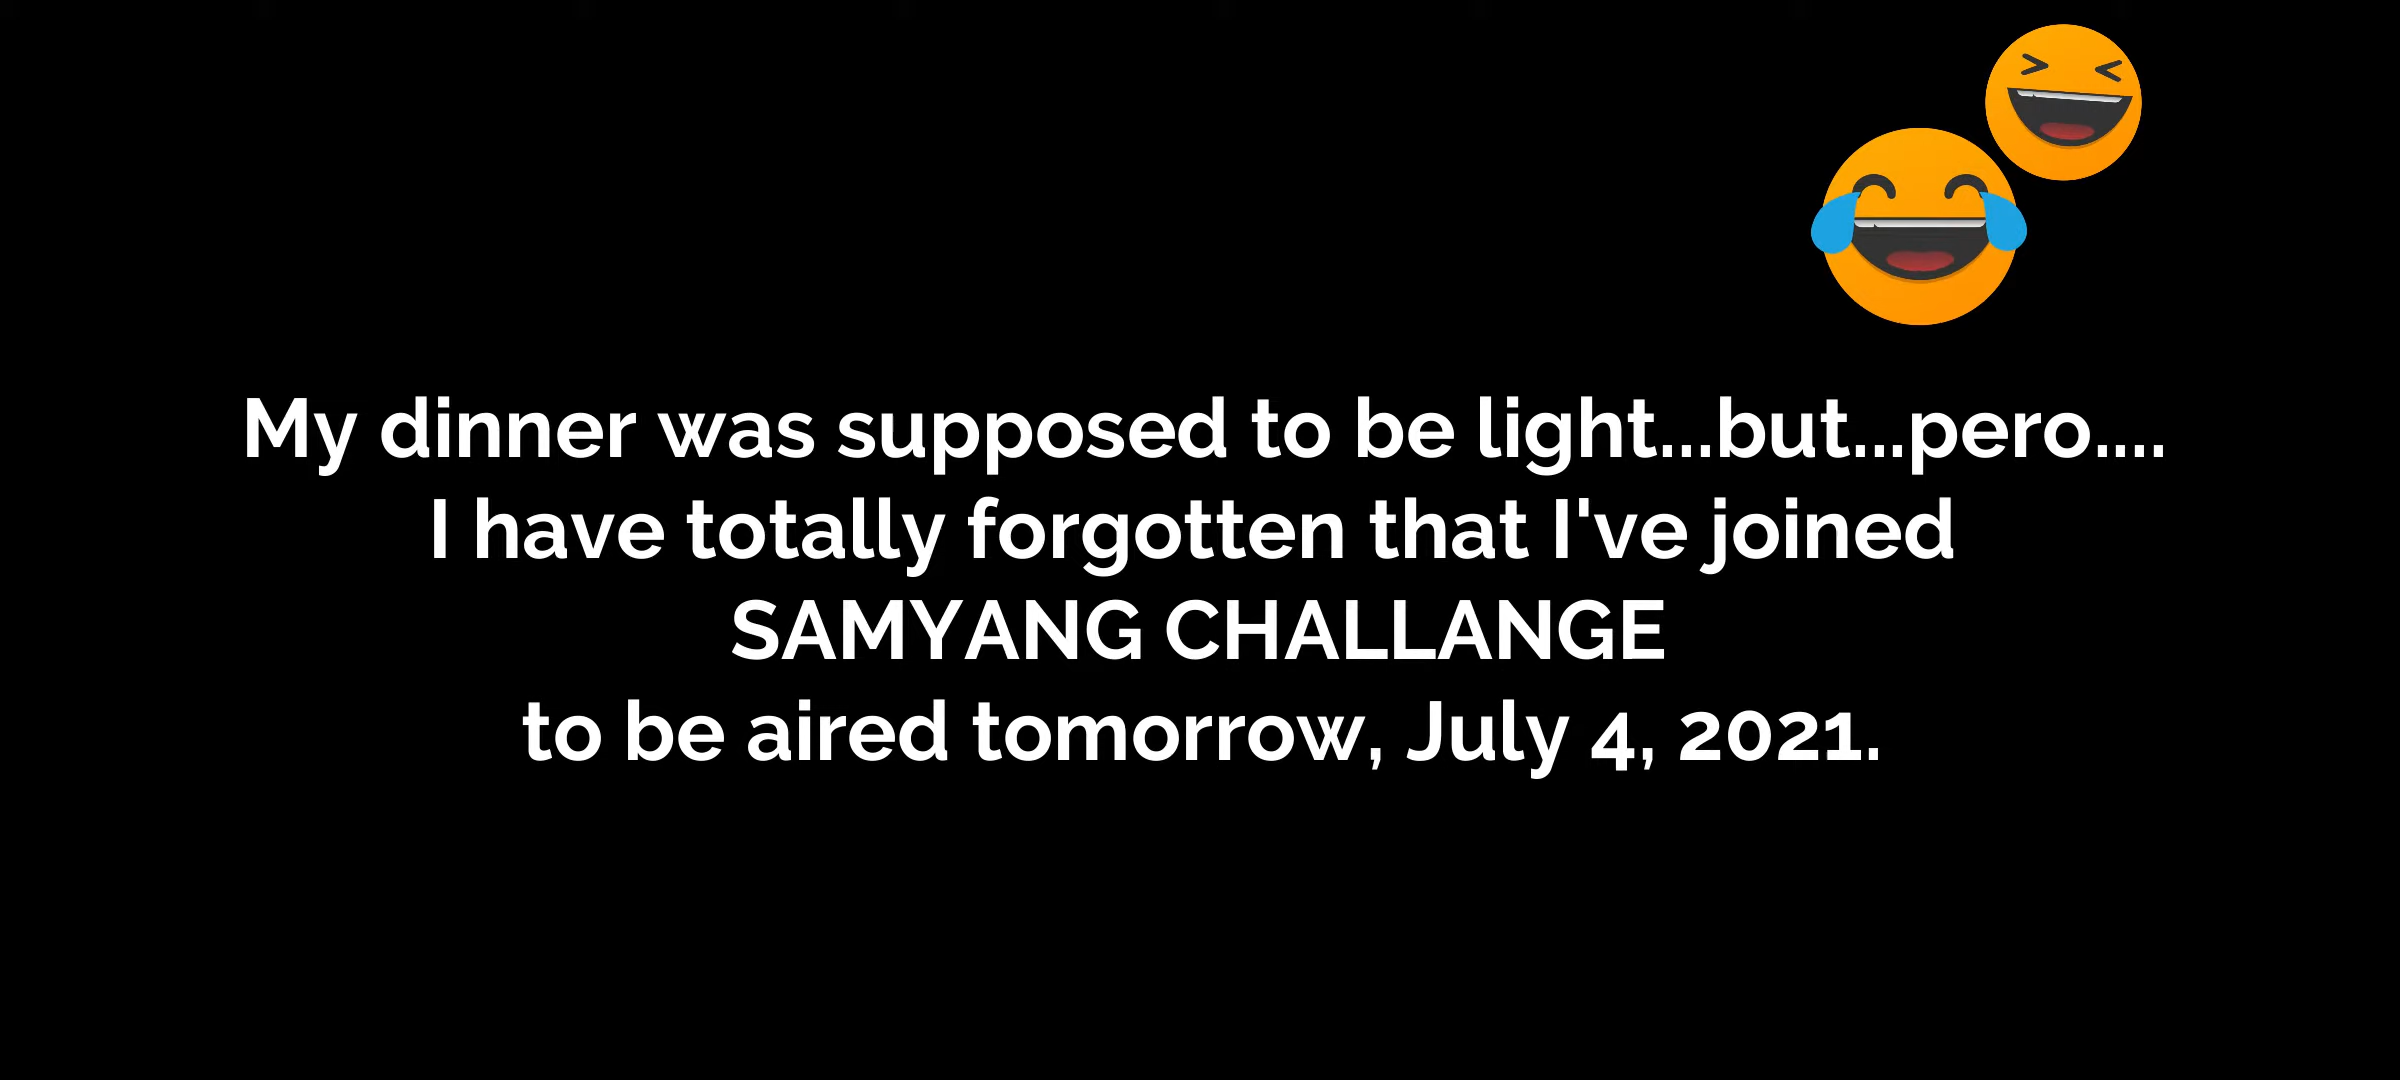 My dinner was supposed to be light...but...pero....
I have totally forgotten that I've joined
SAMYANG CHALLANGE
to be aired tomorrow, July 4, 2021.